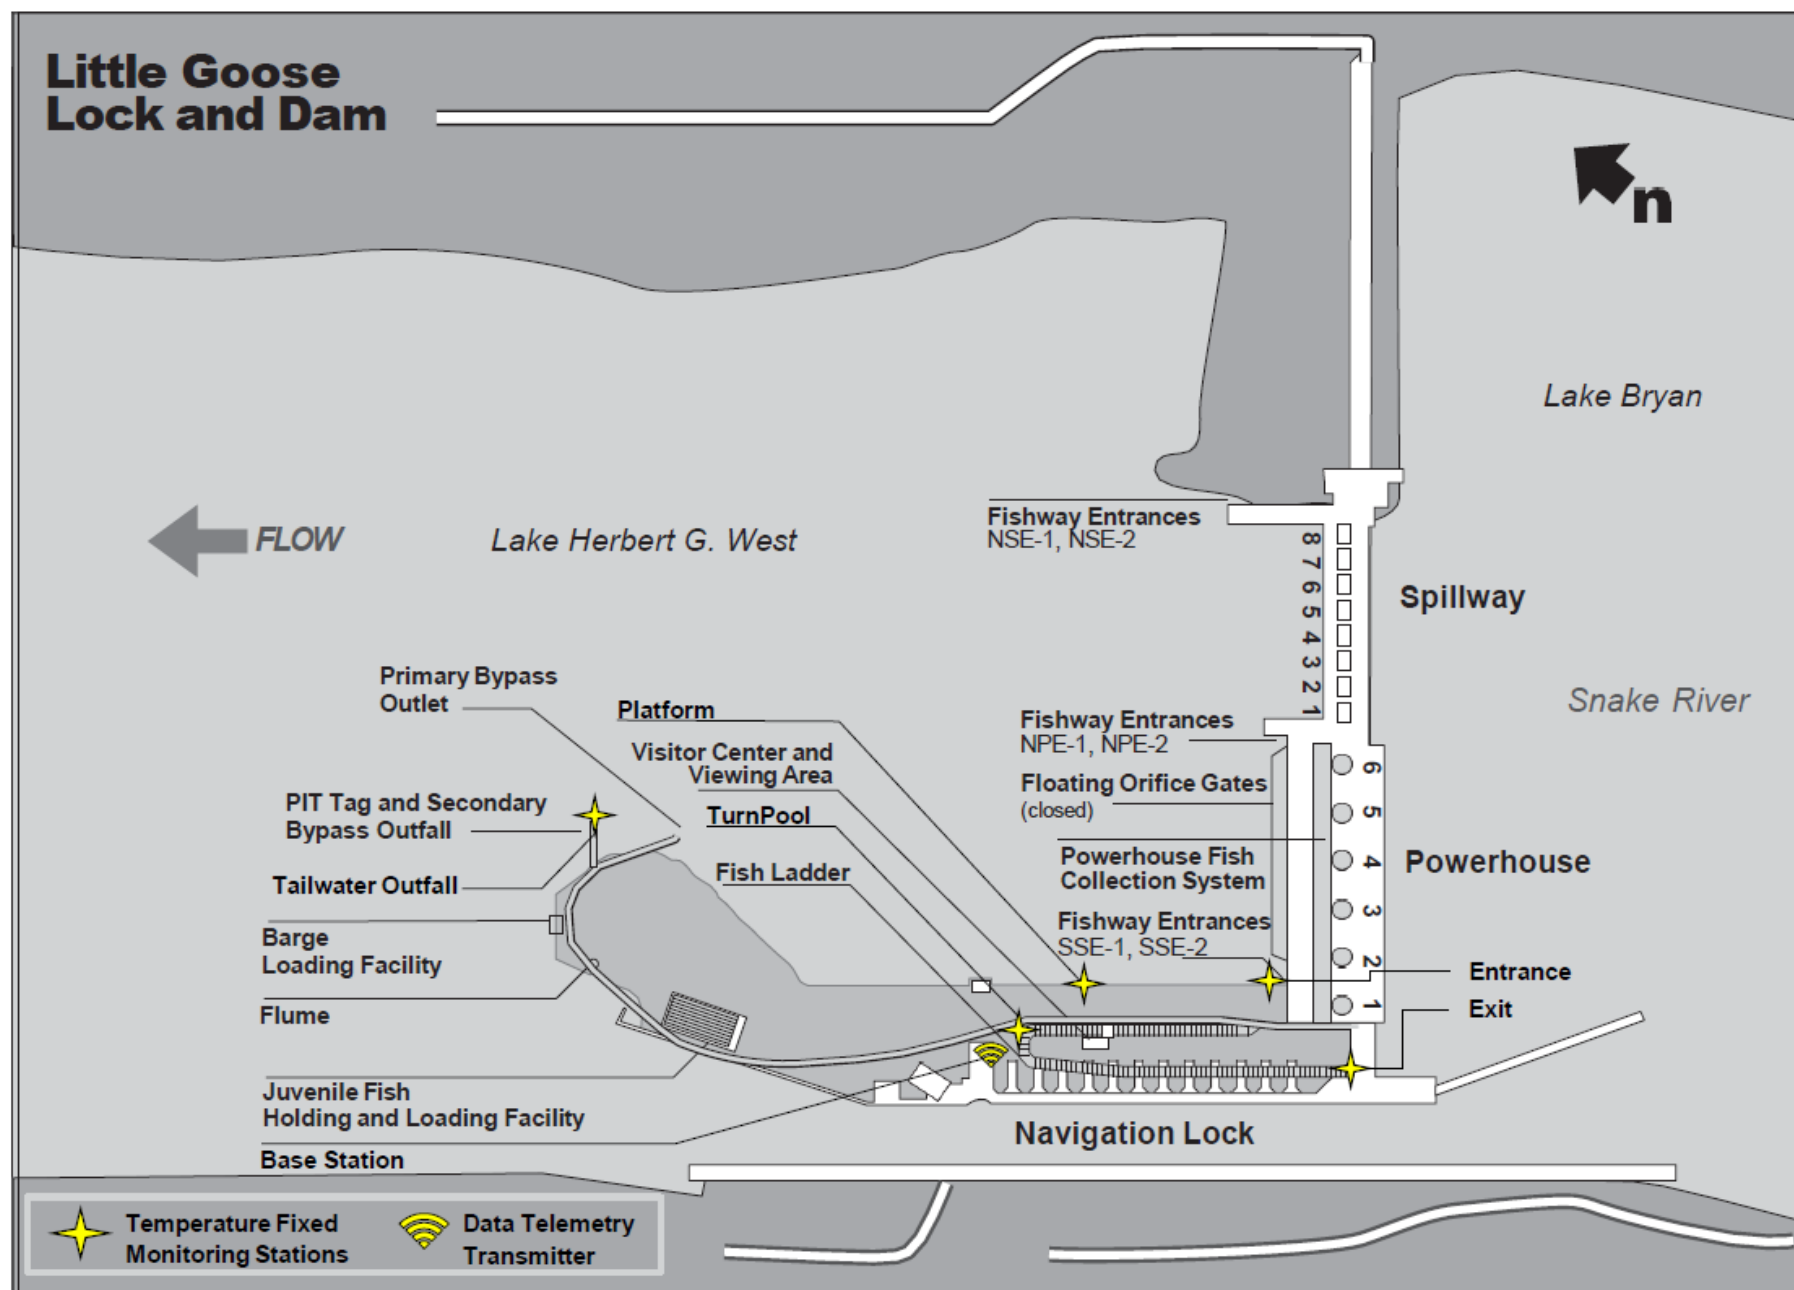 Little Goose
Lock and Dam
n
Lake Bryan
FLOW
Lake Herbert G. West
Fishway Entrances
NSE-1, NSE-2
8
7
6
5
4
3
2
1
Spillway
Snake River
Primary Bypass
Outlet
Platform
Visitor Center and
Viewing Area
TurnPool
Fish Ladder
Fishway Entrances
NPE-1, NPE-2
Floating Orifice Gates
(closed)
Powerhouse Fish
Collection System
Fishway Entrances
SSE-1, SSE-2
6
5
4
3
2
1
Powerhouse
Entrance
Exit
PIT Tag and Secondary
Bypass Outfall
Tailwater Outfall
Barge
Loading Facility
Flume
Juvenile Fish
Holding and Loading Facility
Base Station
Navigation Lock
Temperature Fixed
Monitoring Stations
Data Telemetry
Transmitter